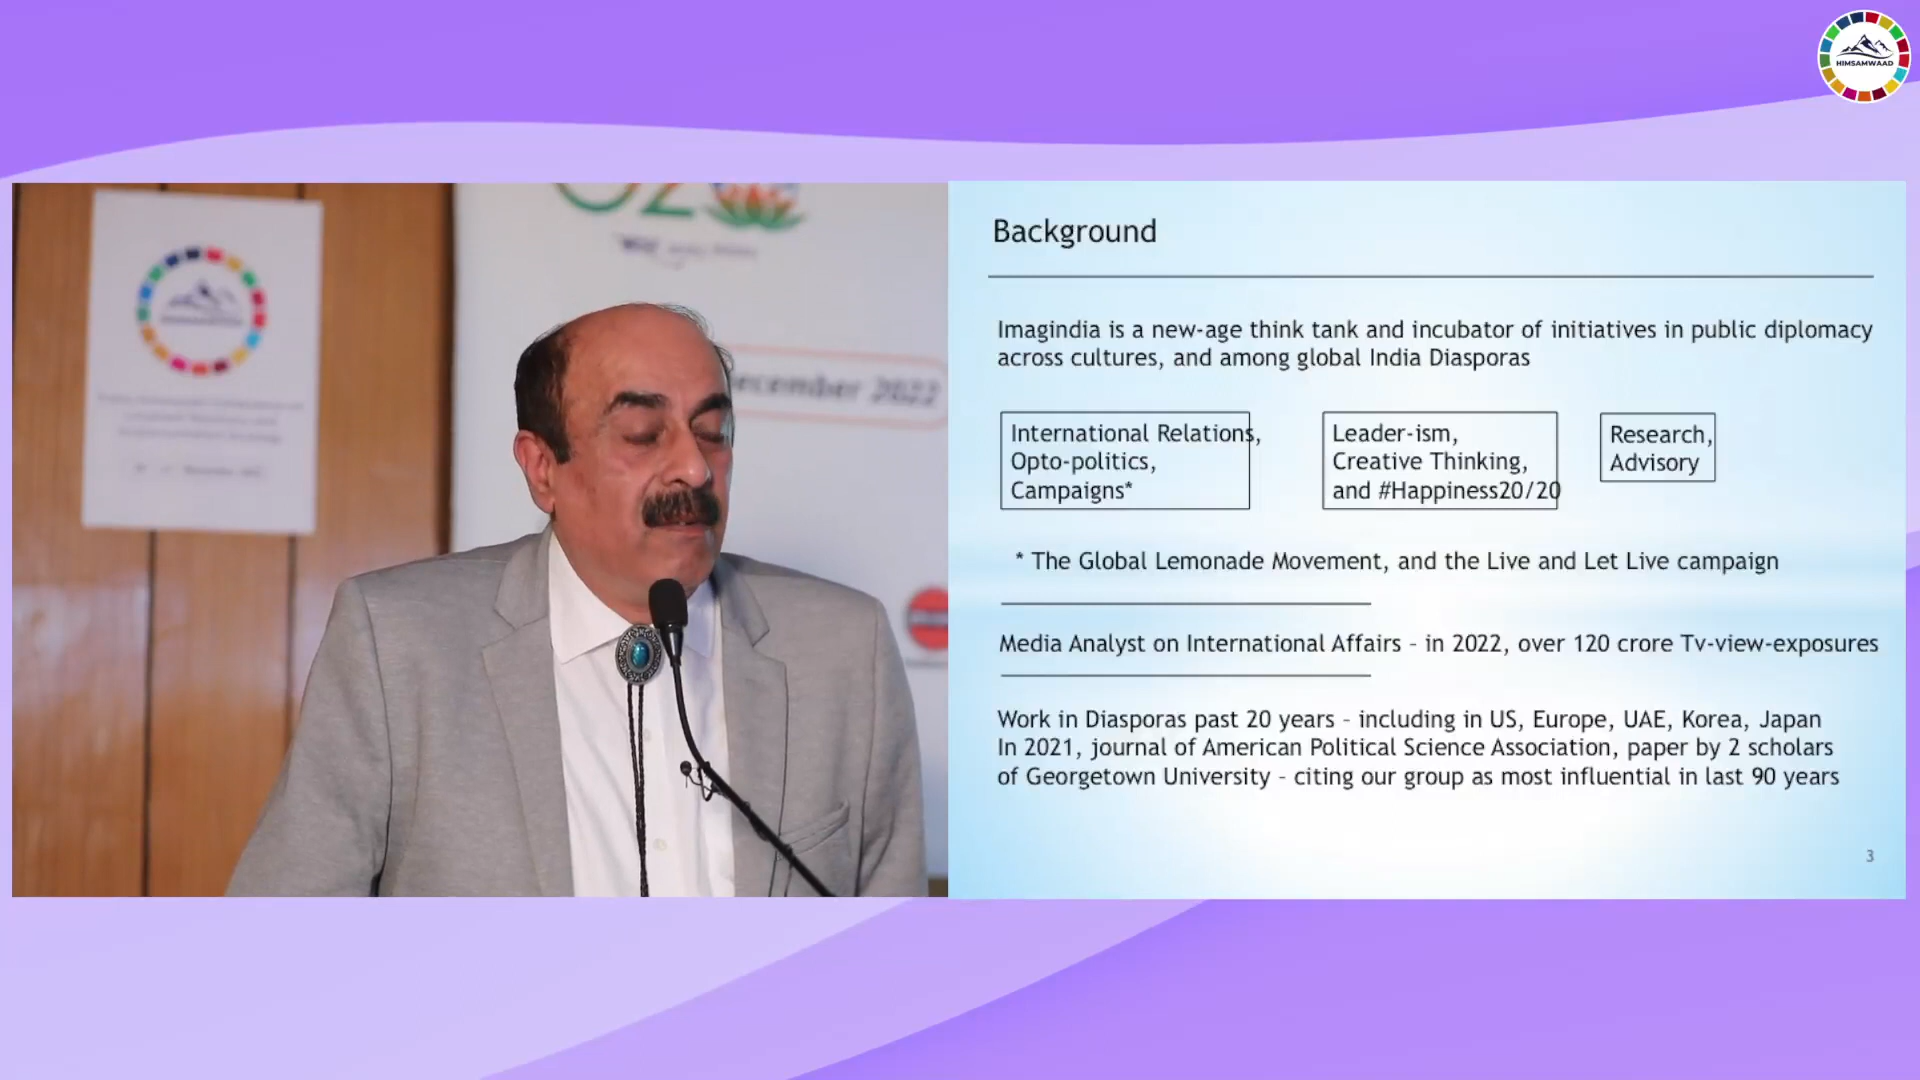 HIMSAMWAAD
ecember 2022
Background
Imagindia is a new-age think tank and incubator of initiatives in public diplomacy
across cultures, and among global India Diasporas
International Relations,
Opto-politics,
Campaigns*
Leader-ism,
Creative Thinking,
and #Happiness20/20
Research,
Advisory
* The Global Lemonade Movement, and the Live and Let Live campaign
Media Analyst on International Affairs - in 2022, over 120 crore Tv-view-exposures
Work in Diasporas past 20 years - including in US, Europe, UAE, Korea, Japan
In 2021, journal of American Political Science Association, paper by 2 scholars
of Georgetown University - citing our group as most influential in last 90 years
3